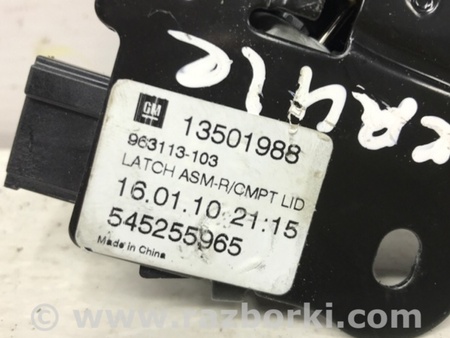 GM
13501988
963113-103
LATCH ASM-R/CMPT LID
16.01.10 21:15
545255965
Made in China
© www.razborki.com